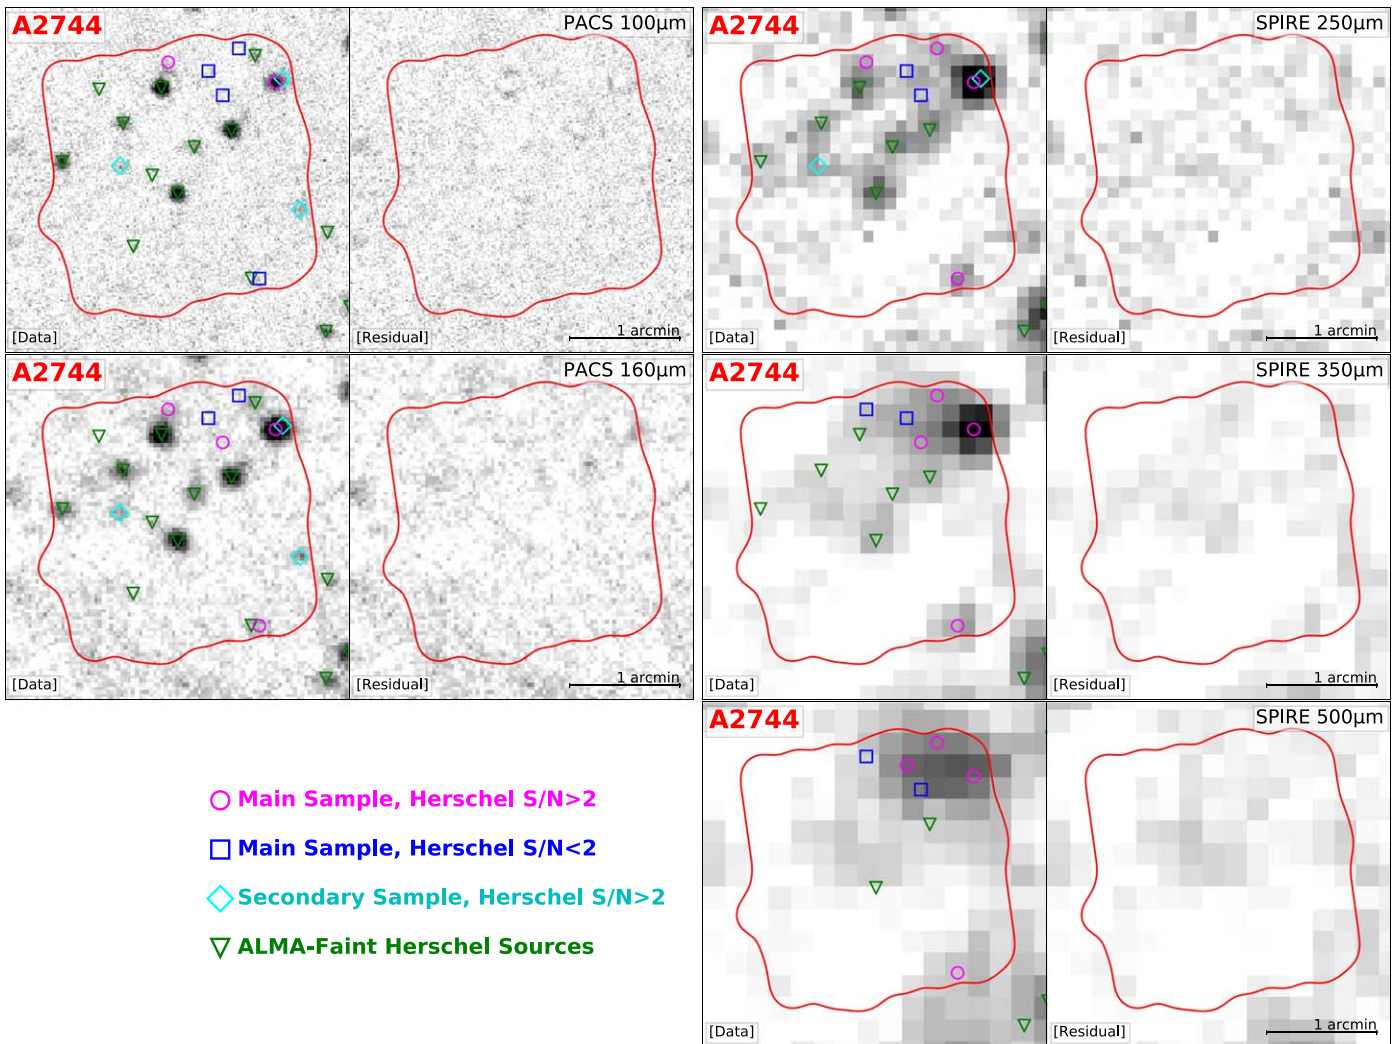 A2744
PACS 100μm
[Data]
[Residual]
1 arcmin
A2744
SPIRE 250μm
[Data]
[Residual]
1 arcmin
A2744
PACS 160μm
[Data]
[Residual]
1 arcmin
A2744
SPIRE 350μm
[Data]
[Residual]
1 arcmin
A2744
SPIRE 500μm
[Data]
[Residual]
1 arcmin
Main Sample, Herschel S/N>2
Main Sample, Herschel S/N<2
Secondary Sample, Herschel S/N>2
ALMA-Faint Herschel Sources